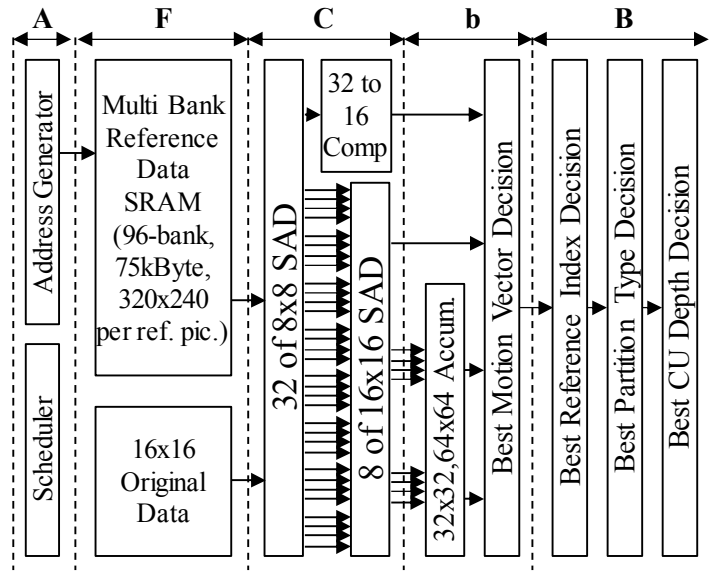 A
F
C
b
B
Address Generator
Scheduler
Multi Bank
Reference
Data
SRAM
(96-bank,
75kByte,
320x240
per ref. pic.)
16x16
Original
Data
32 of 8x8 SAD
32 to
16
Comp
8 of 16x16 SAD
32x32,64x64 Accum.
Best Motion Vector Decision
Best Reference Index Decision
Best Partition Type Decision
Best CU Depth Decision